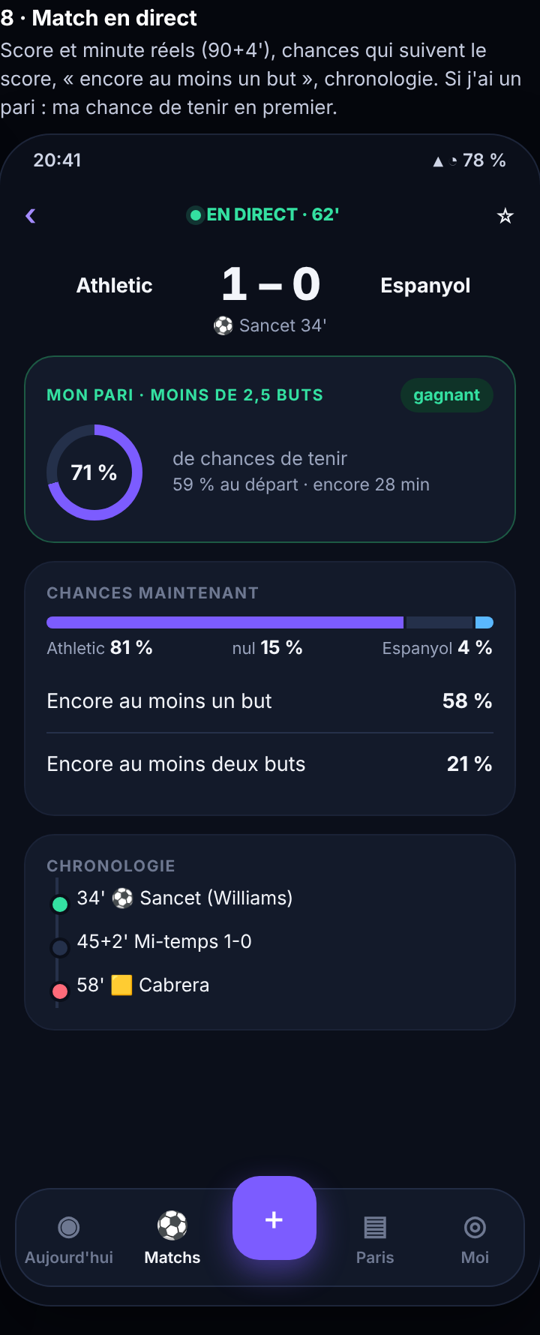 8 · Match en direct
Score et minute réels (90+4'), chances qui suivent le
score, « encore au moins un but », chronologie. Si j'ai un
pari : ma chance de tenir en premier.
20:41
78 %
EN DIRECT · 62'
Athletic 1 – 0 Espanyol
⚽ Sancet 34'
MON PARI · MOINS DE 2,5 BUTS gagnant
71 %
de chances de tenir
59 % au départ · encore 28 min
CHANCES MAINTENANT
Athletic 81 % nul 15 % Espanyol 4 %
Encore au moins un but 58 %
Encore au moins deux buts 21 %
CHRONOLOGIE
34' ⚽ Sancet (Williams)
45+2' Mi-temps 1-0
58' 🟨 Cabrera
+
Aujourd'hui Matchs Paris Moi